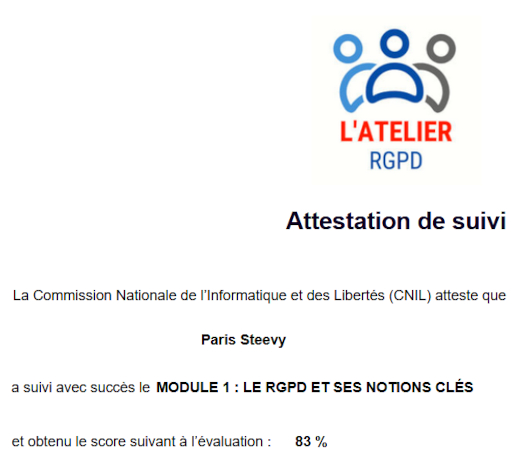 L'ATELIER
RGPD
Attestation de suivi
La Commission Nationale de l'Informatique et des Libertés (CNIL) atteste que
Paris Steevy
a suivi avec succès le MODULE 1 : LE RGPD ET SES NOTIONS CLÉS
et obtenu le score suivant à l'évaluation : 83 %